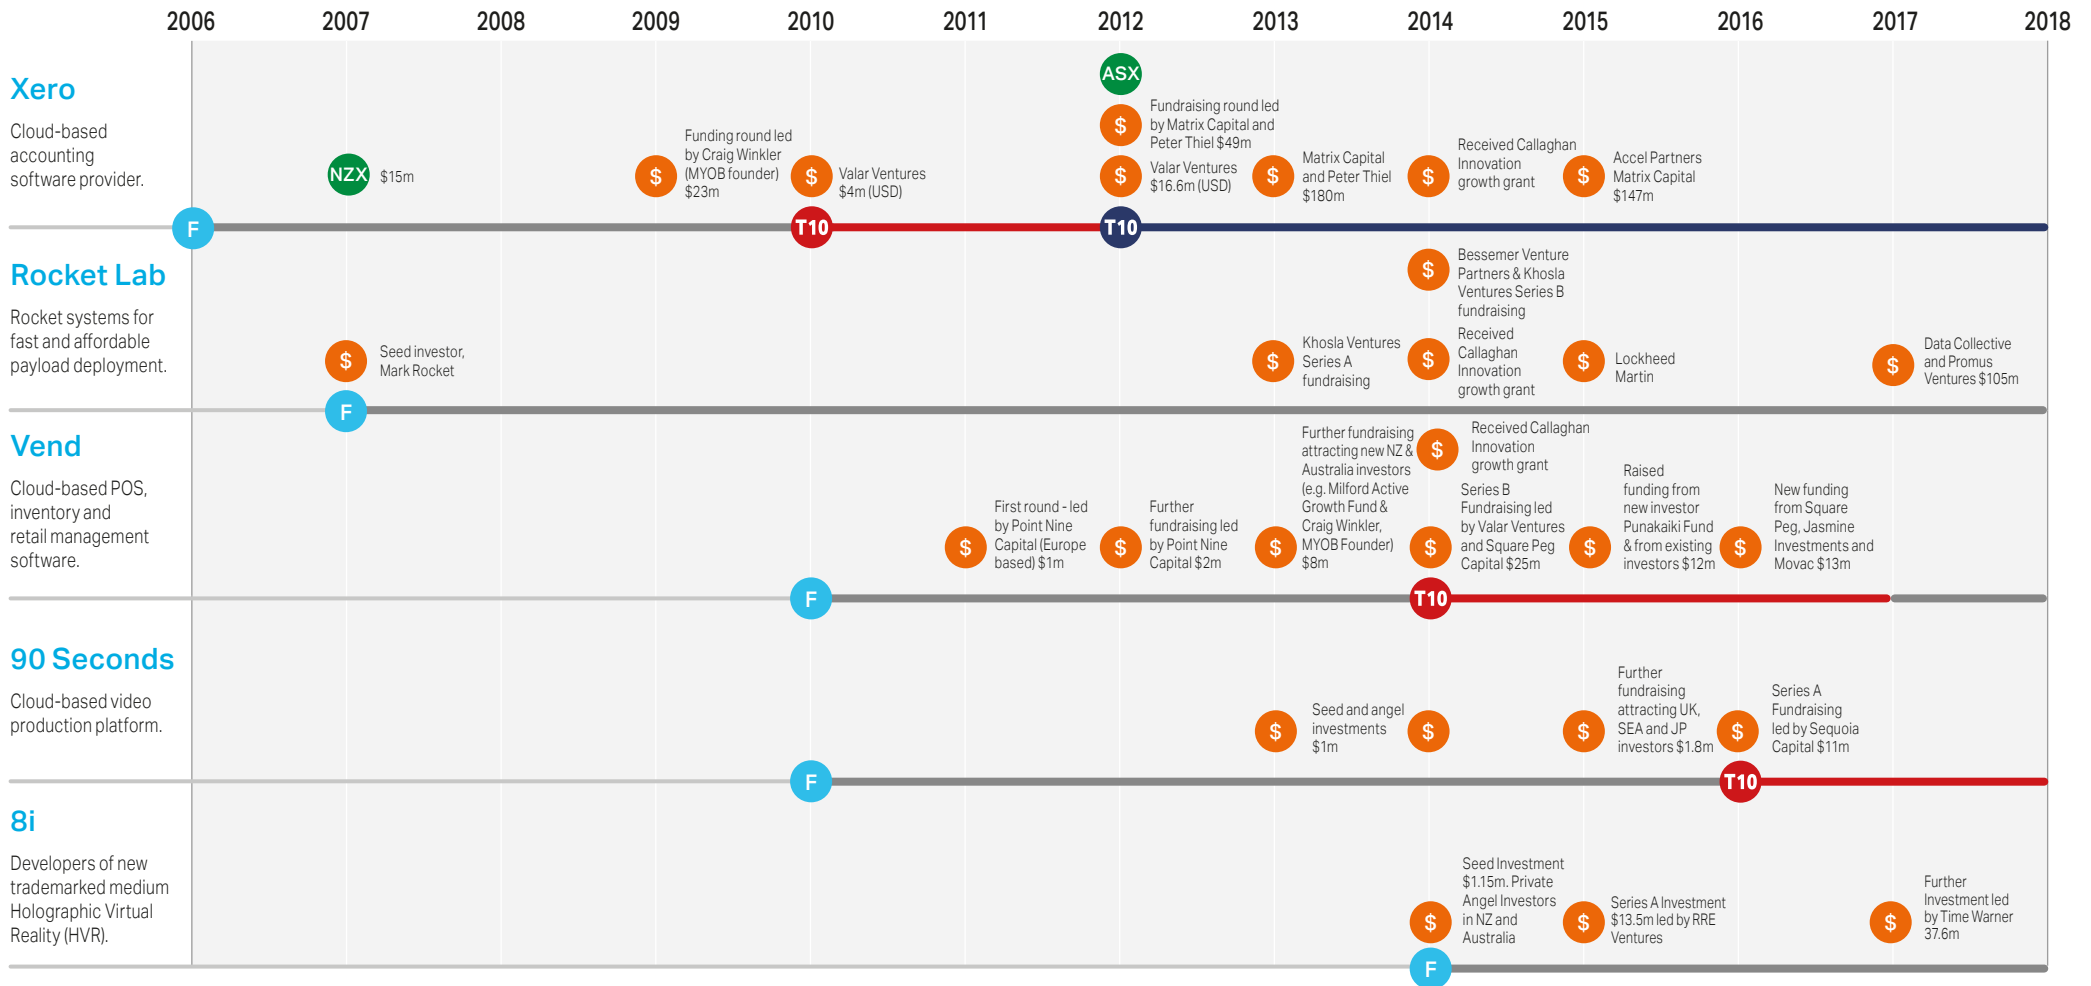 2006 2007 2008 2009 2010 2011 2012 2013 2014 2015 2016 2017 2018
Xero
Cloud-based
accounting
software provider.
F
NZX
$15m
$
Funding round led
by Craig Winkler
(MYOB founder)
$23m
$
Valar Ventures
$4m (USD)
T10
ASX
$
Fundraising round led
by Matrix Capital and
Peter Thiel $49m
$
Valar Ventures
$16.6m (USD)
T10
$
Matrix Capital
and Peter Thiel
$180m
$
Received Callaghan
Innovation
growth grant
$
Accel Partners
Matrix Capital
$147m
Rocket Lab
Rocket systems for
fast and affordable
payload deployment.
$
Seed investor,
Mark Rocket
F
$
Khosla Ventures
Series A
fundraising
$
Bessemer Venture
Partners & Khosla
Ventures Series B
fundraising
$
Received
Callaghan
Innovation
growth grant
$
Lockheed
Martin
$
Data Collective
and Promus
Ventures $105m
Vend
Cloud-based POS,
inventory and
retail management
software.
F
$
First round - led
by Point Nine
Capital (Europe
based) $1m
$
Further
fundraising led
by Point Nine
Capital $2m
$
Further fundraising
attracting new NZ &
Australia investors
(e.g. Milford Active
Growth Fund &
Craig Winkler,
MYOB Founder)
$8m
$
Received Callaghan
Innovation
growth grant
$
Series B
Fundraising led
by Valar Ventures
and Square Peg
Capital $25m
T10
$
Raised
funding from
new investor
Punakaiki Fund
& from existing
investors $12m
$
New funding
from Square
Peg, Jasmine
Investments and
Movac $13m
90 Seconds
Cloud-based video
production platform.
F
$
Seed and angel
investments
$1m
$
$
Further
fundraising
attracting UK,
SEA and JP
investors $1.8m
$
Series A
Fundraising
led by Sequoia
Capital $11m
T10
8i
Developers of new
trademarked medium
Holographic Virtual
Reality (HVR).
$
Seed Investment
$1.15m. Private
Angel Investors
in NZ and
Australia
F
$
Series A Investment
$13.5m led by RRE
Ventures
$
Further
Investment led
by Time Warner
37.6m